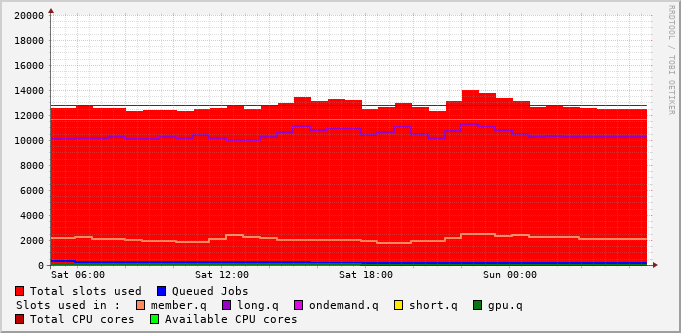 RRDTOOL / TOBI OETIKER
20000
18000
16000
14000
12000
10000
8000
6000
4000
2000
0
Sat 06:00 Sat 12:00 Sat 18:00 Sun 00:00
Total slots used Queued Jobs
Slots used in : member.q long.q ondemand.q short.q gpu.q
Total CPU cores Available CPU cores